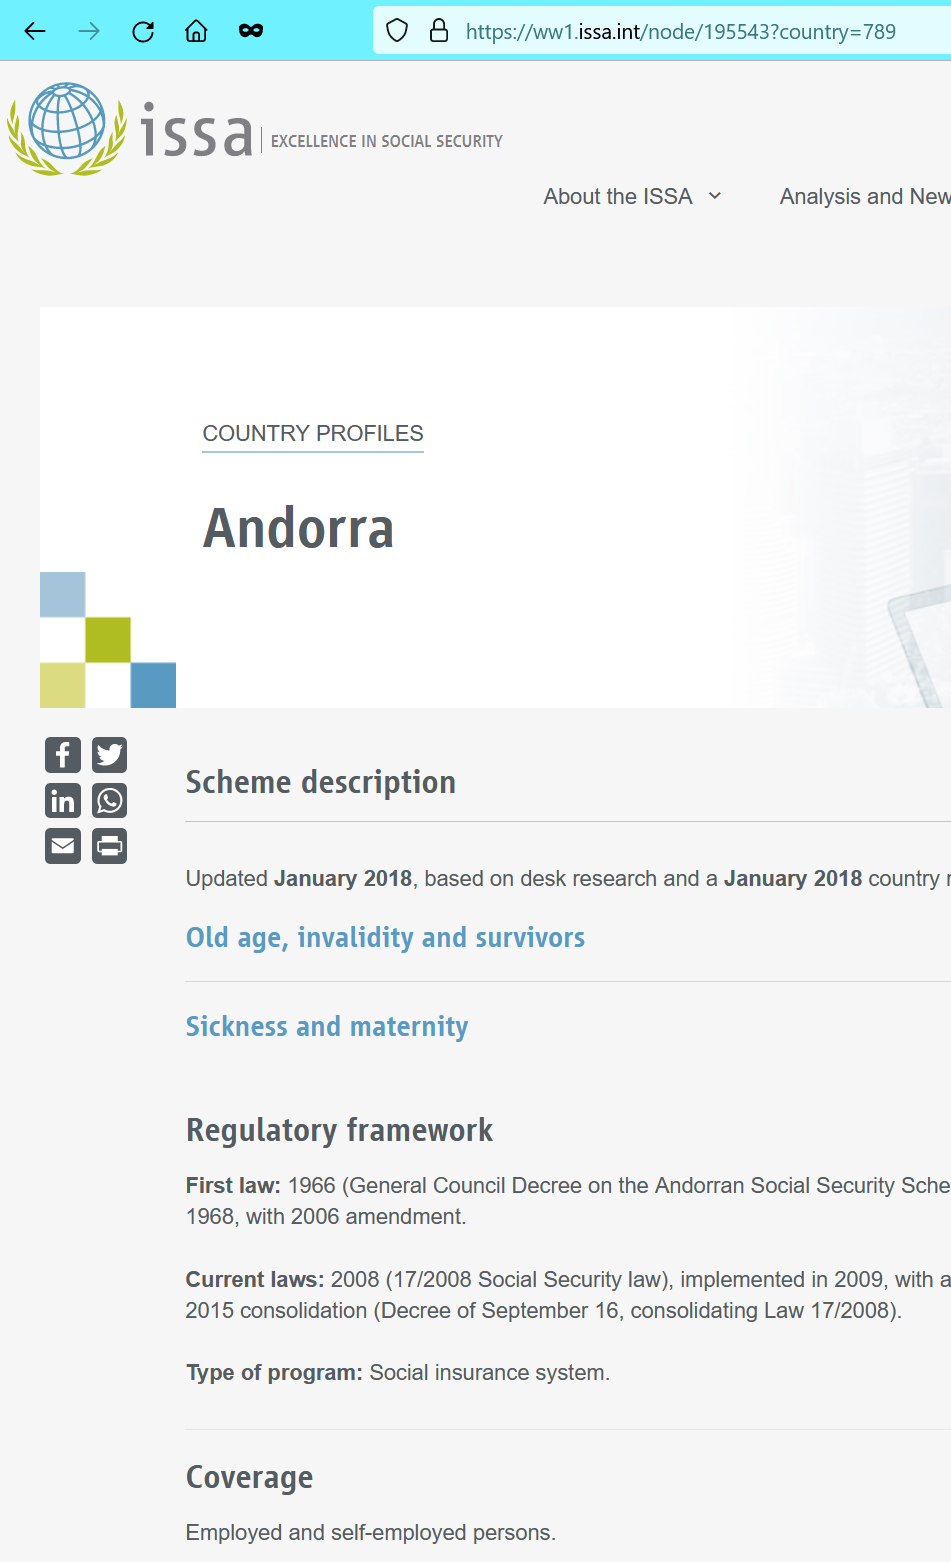 https://ww1.issa.int/node/195543?country=789
issa | EXCELLENCE IN SOCIAL SECURITY
About the ISSA Analysis and New
COUNTRY PROFILES
Andorra
Scheme description
Updated January 2018, based on desk research and a January 2018 country
Old age, invalidity and survivors
Sickness and maternity
Regulatory framework
First law: 1966 (General Council Decree on the Andorran Social Security Sche
1968, with 2006 amendment.
Current laws: 2008 (17/2008 Social Security law), implemented in 2009, with a
2015 consolidation (Decree of September 16, consolidating Law 17/2008).
Type of program: Social insurance system.
Coverage
Employed and self-employed persons.